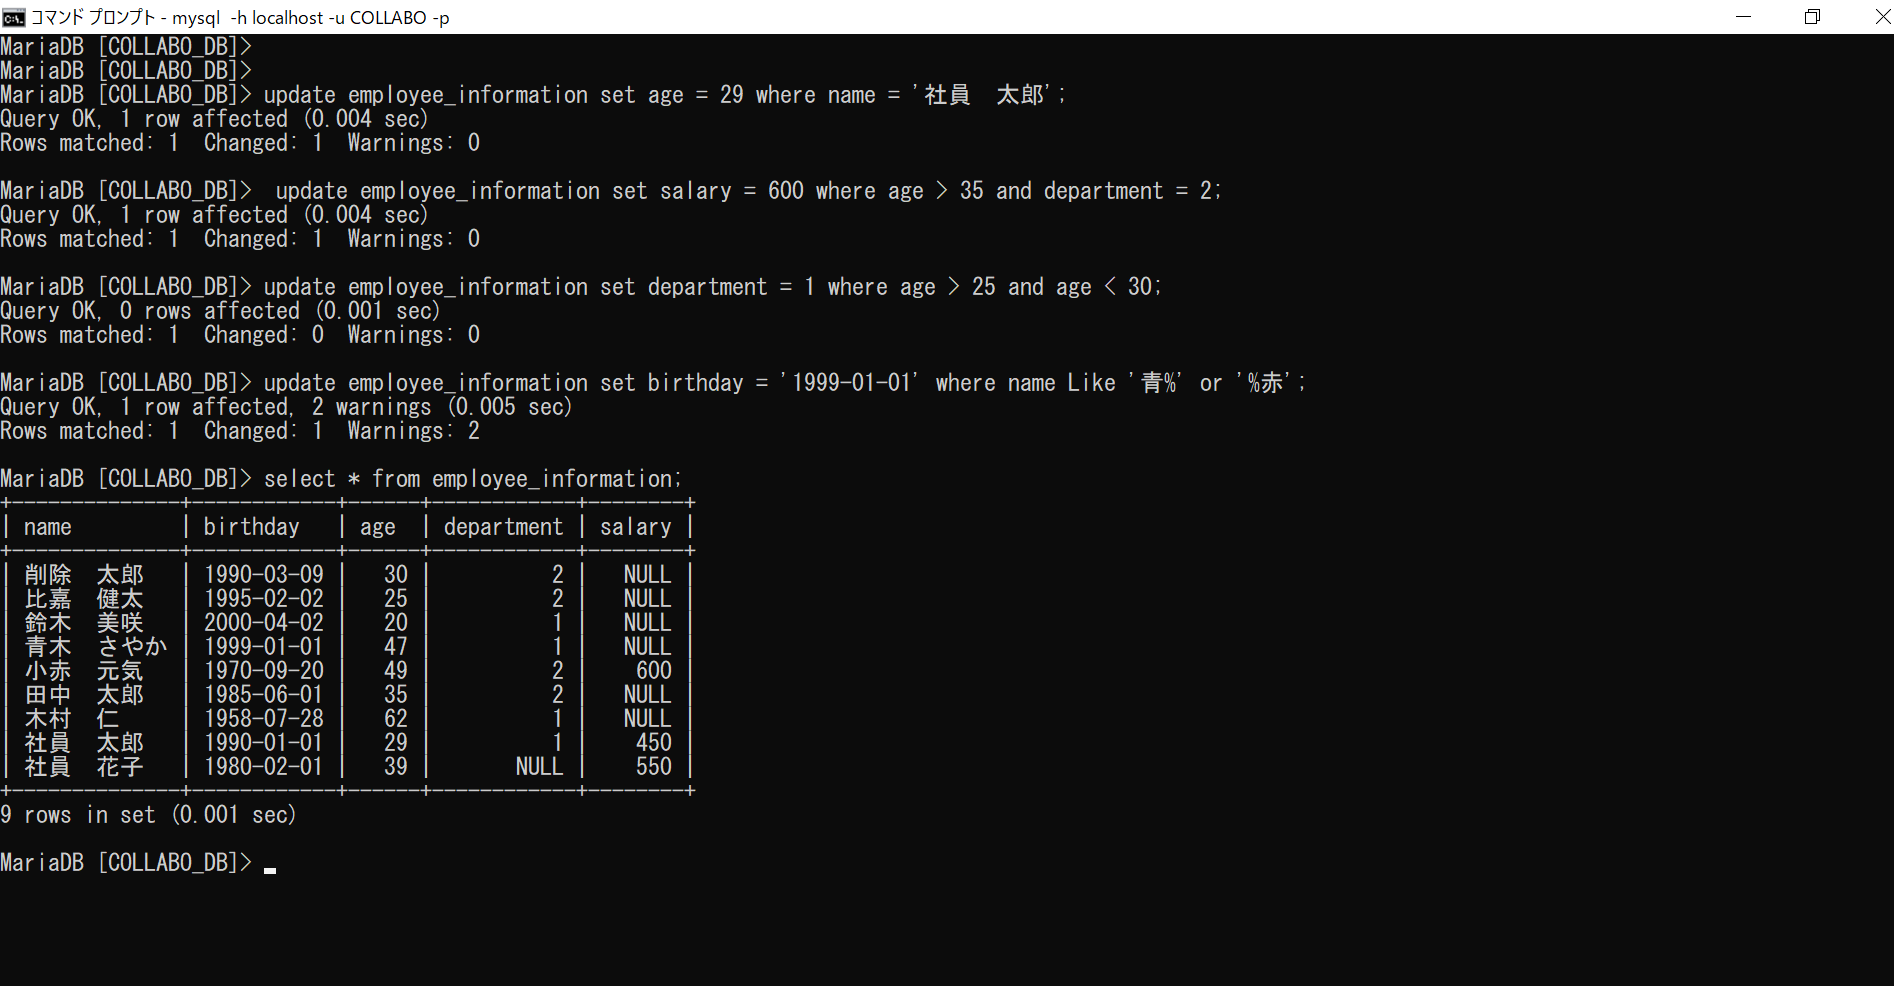 コマンド プロンプト - mysql  -h localhost -u COLLABO -p
MariaDB [COLLABO_DB]>
MariaDB [COLLABO_DB]>
MariaDB [COLLABO_DB]> update employee_information set age = 29 where name = '社員　太郎';
Query OK, 1 row affected (0.004 sec)
Rows matched: 1  Changed: 1  Warnings: 0
MariaDB [COLLABO_DB]>  update employee_information set salary = 600 where age > 35 and department = 2;
Query OK, 1 row affected (0.004 sec)
Rows matched: 1  Changed: 1  Warnings: 0
MariaDB [COLLABO_DB]> update employee_information set department = 1 where age > 25 and age < 30;
Query OK, 0 rows affected (0.001 sec)
Rows matched: 1  Changed: 0  Warnings: 0
MariaDB [COLLABO_DB]> update employee_information set birthday = '1999-01-01' where name Like '青%' or '%赤';
Query OK, 1 row affected, 2 warnings (0.005 sec)
Rows matched: 1  Changed: 1  Warnings: 2
MariaDB [COLLABO_DB]> select * from employee_information;
+--------------+------------+------+------------+--------+
| name         | birthday   | age  | department | salary |
+--------------+------------+------+------------+--------+
| 削除　太郎   | 1990-03-09 |   30 |          2 |   NULL |
| 比嘉　健太   | 1995-02-02 |   25 |          2 |   NULL |
| 鈴木　美咲   | 2000-04-02 |   20 |          1 |   NULL |
| 青木　さやか | 1999-01-01 |   47 |          1 |   NULL |
| 小赤　元気   | 1970-09-20 |   49 |          2 |    600 |
| 田中　太郎   | 1985-06-01 |   35 |          2 |   NULL |
| 木村　仁     | 1958-07-28 |   62 |          1 |   NULL |
| 社員　太郎   | 1990-01-01 |   29 |          1 |    450 |
| 社員　花子   | 1980-02-01 |   39 |       NULL |    550 |
+--------------+------------+------+------------+--------+
9 rows in set (0.001 sec)
MariaDB [COLLABO_DB]>